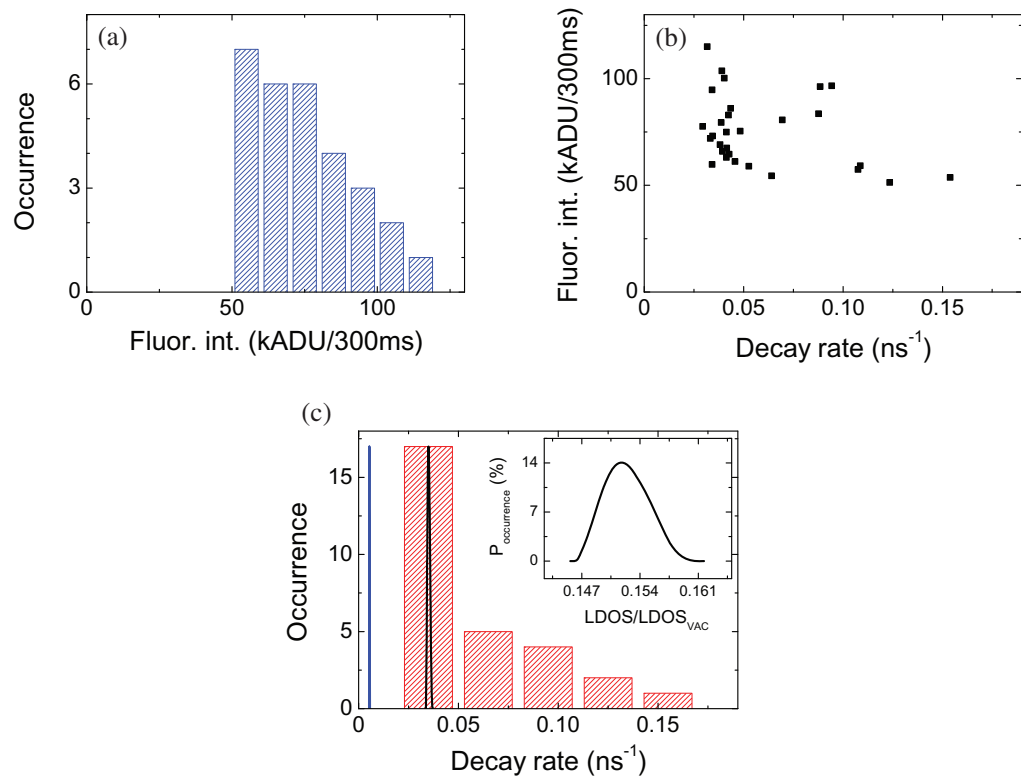 (a)
Occurrence
6
3
0
0
50
100
Fluor. int. (kADU/300ms)
(b)
Fluor. int. (kADU/300ms)
100
50
0
0
0.05
0.10
0.15
Decay rate (ns⁻¹)
(c)
Occurrence
15
10
5
0
0
0.05
0.10
0.15
Decay rate (ns⁻¹)
P_occurrence (%)
14
7
0
0.147
0.154
0.161
LDOS/LDOS_VAC